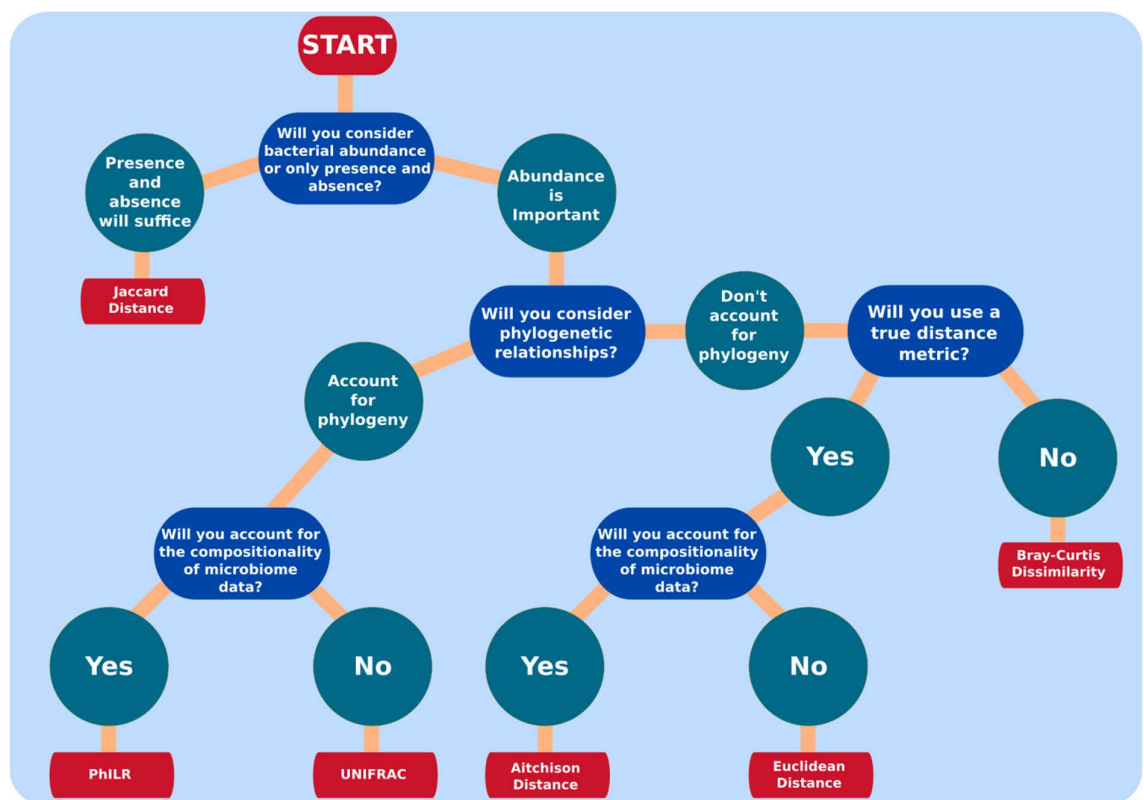 START
Will you consider
bacterial abundance
or only presence and
absence?
Presence
and
absence
will suffice
Abundance
is
Important
Jaccard
Distance
Will you consider
phylogenetic
relationships?
Don't
account
for
phylogeny
Will you use a
true distance
metric?
Account
for
phylogeny
Yes
No
Will you account for
the compositionality
of microbiome
data?
Will you account for
the compositionality
of microbiome
data?
Bray-Curtis
Dissimilarity
Yes
No
Yes
No
PhILR
UNIFRAC
Aitchison
Distance
Euclidean
Distance